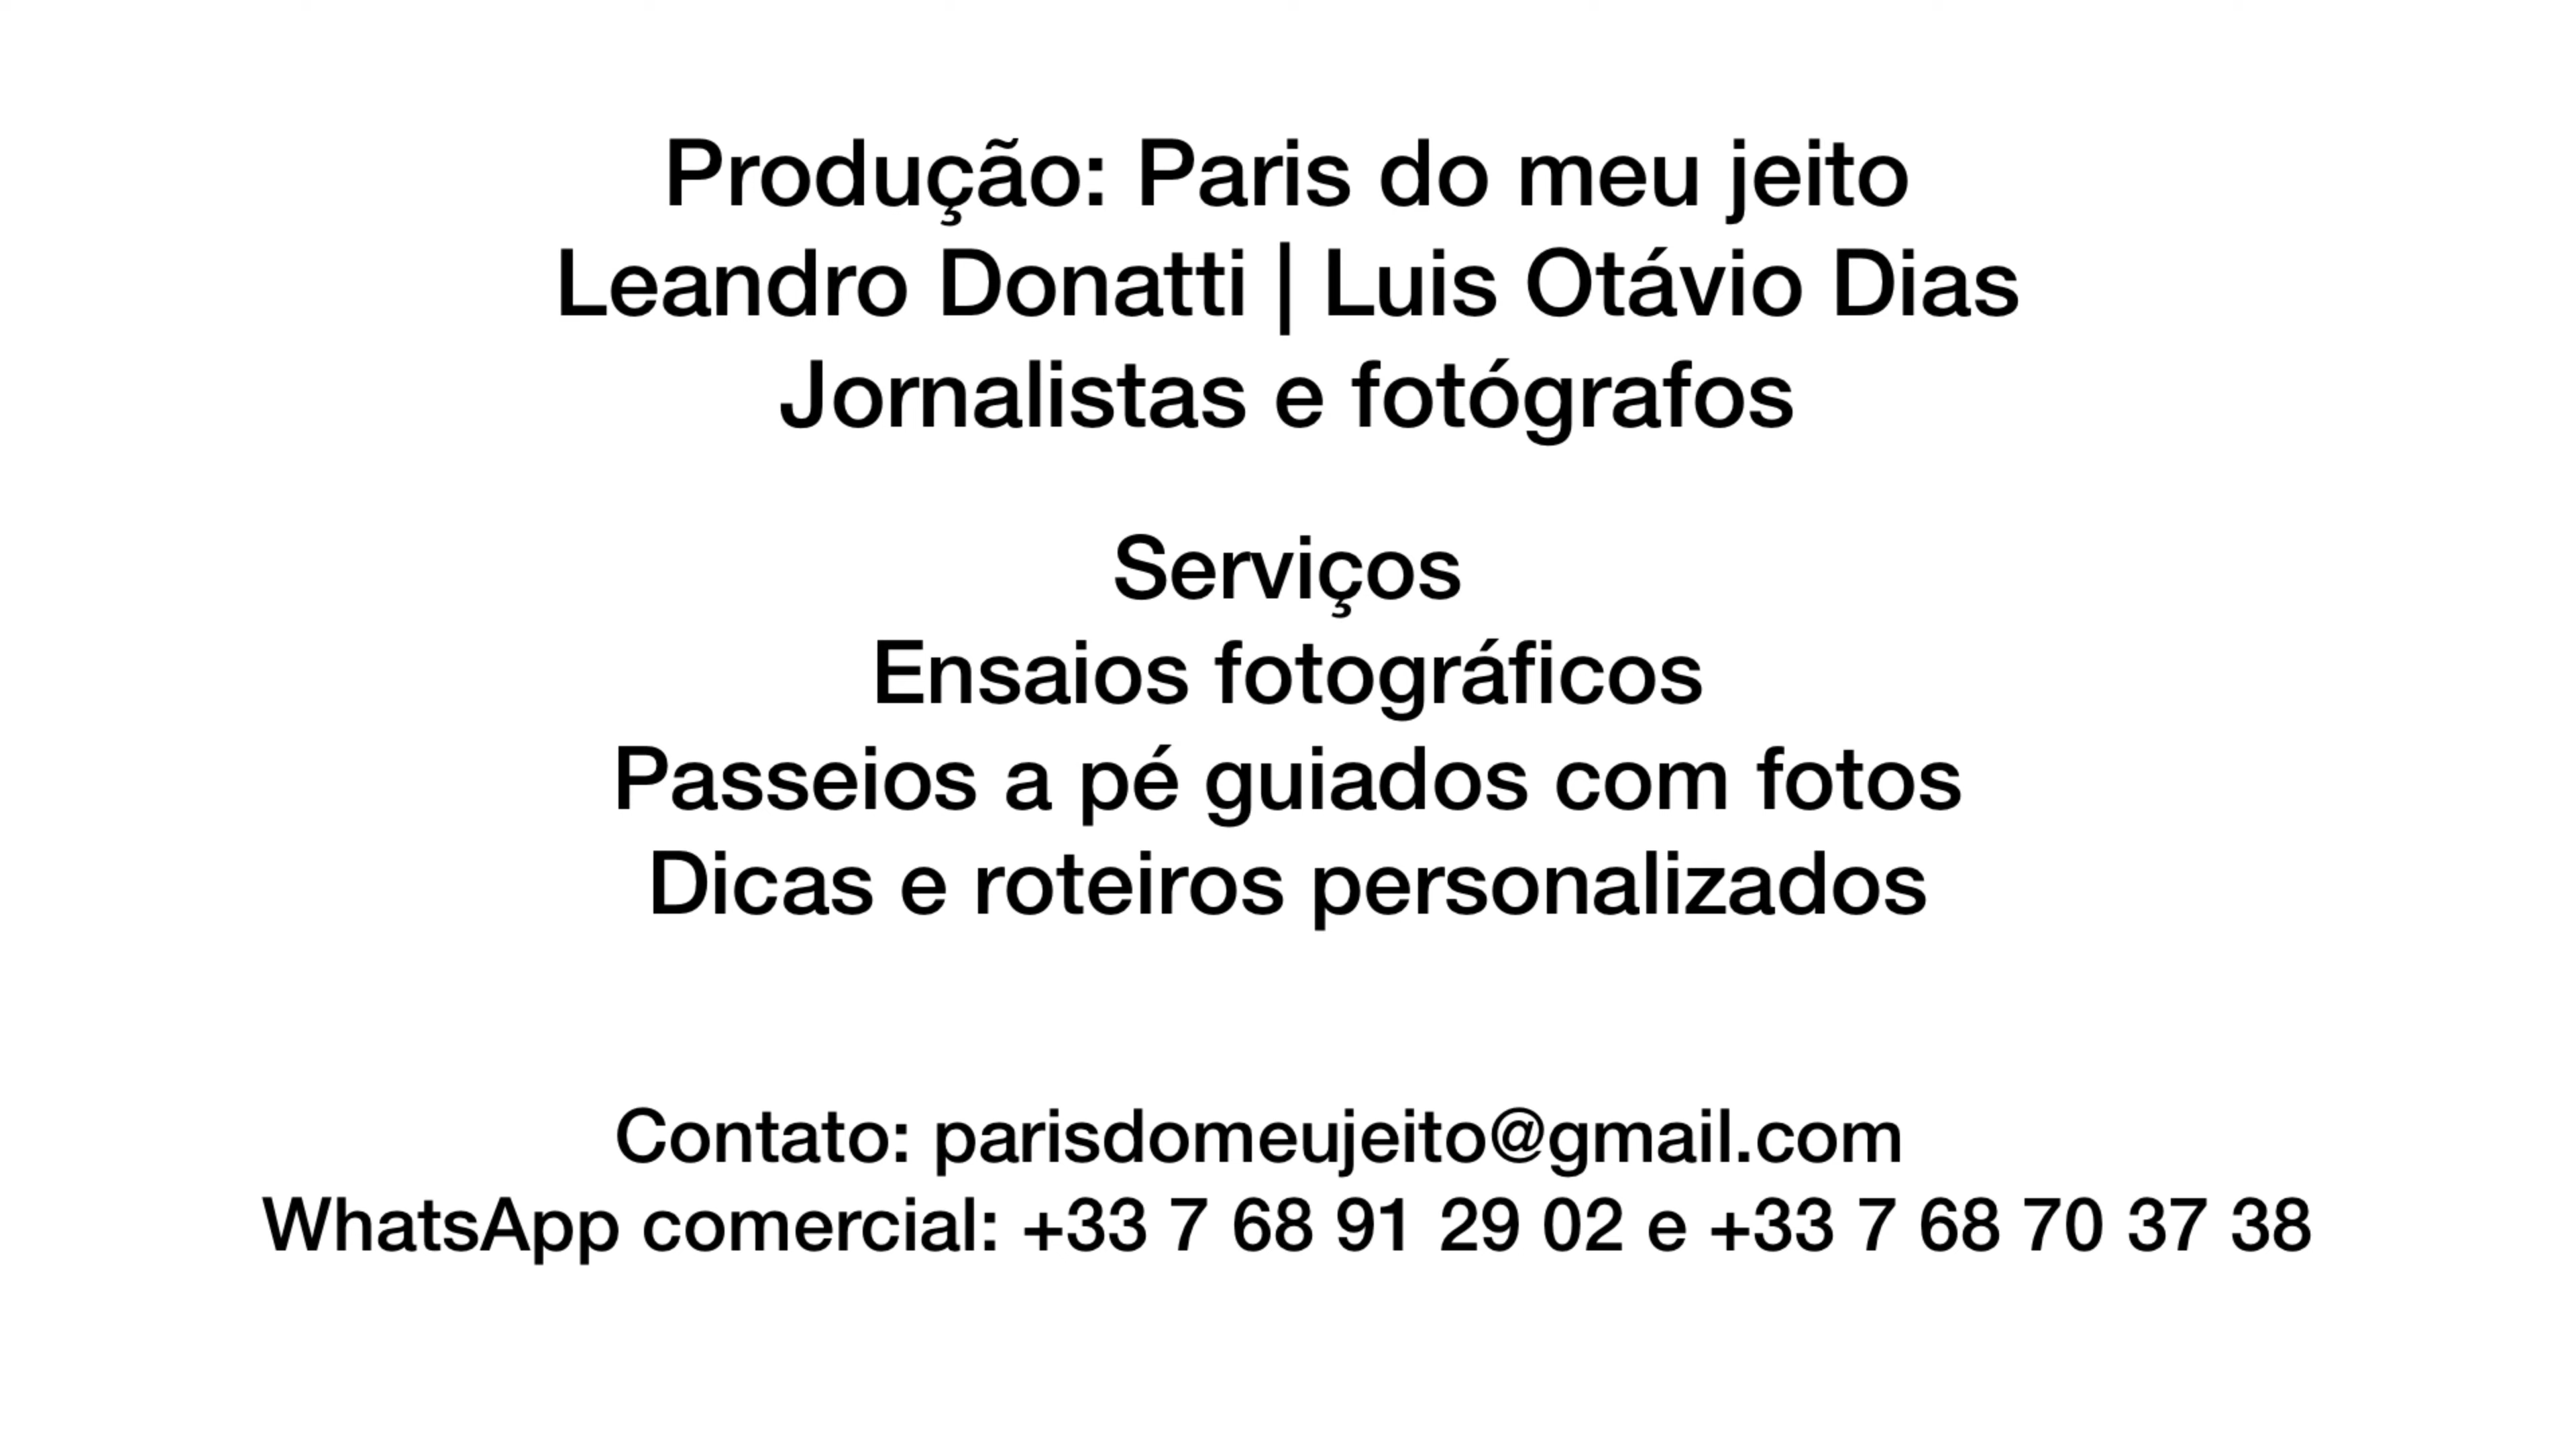 Produção: Paris do meu jeito
Leandro Donatti | Luis Otávio Dias
Jornalistas e fotógrafos
Serviços
Ensaios fotográficos
Passeios a pé guiados com fotos
Dicas e roteiros personalizados
Contato: parisdomeujeito@gmail.com
WhatsApp comercial: +33 7 68 91 29 02 e +33 7 68 70 37 38